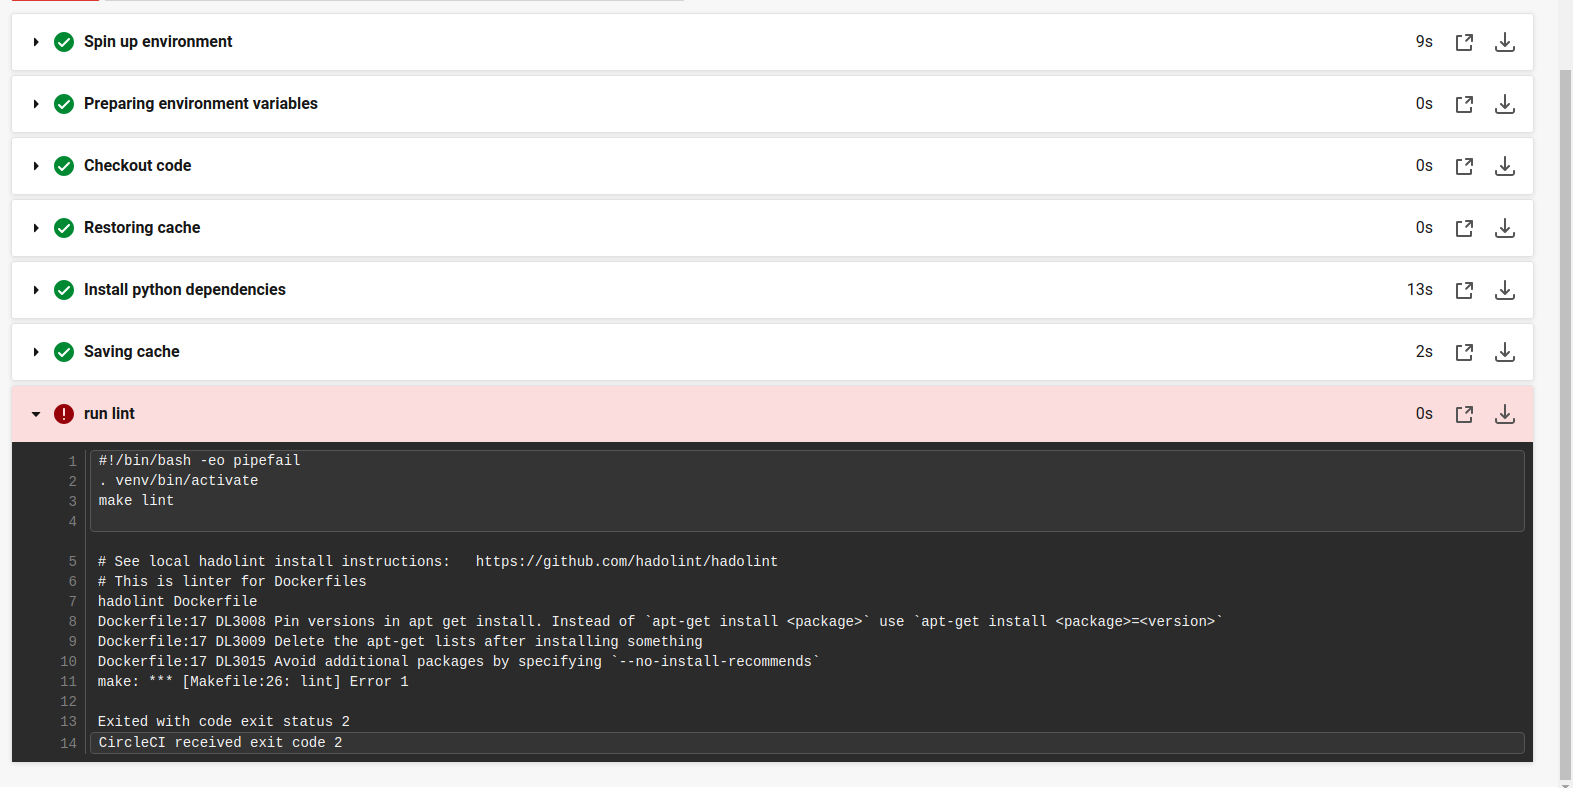 Spin up environment 9s
Preparing environment variables 0s
Checkout code 0s
Restoring cache 0s
Install python dependencies 13s
Saving cache 2s
run lint 0s
1 #!/bin/bash -eo pipefail
2 . venv/bin/activate
3 make lint
4
5 # See local hadolint install instructions:   https://github.com/hadolint/hadolint
6 # This is linter for Dockerfiles
7 hadolint Dockerfile
8 Dockerfile:17 DL3008 Pin versions in apt get install. Instead of `apt-get install <package>` use `apt-get install <package>=<version>`
9 Dockerfile:17 DL3009 Delete the apt-get lists after installing something
10 Dockerfile:17 DL3015 Avoid additional packages by specifying `--no-install-recommends`
11 make: *** [Makefile:26: lint] Error 1
12
13 Exited with code exit status 2
14 CircleCI received exit code 2